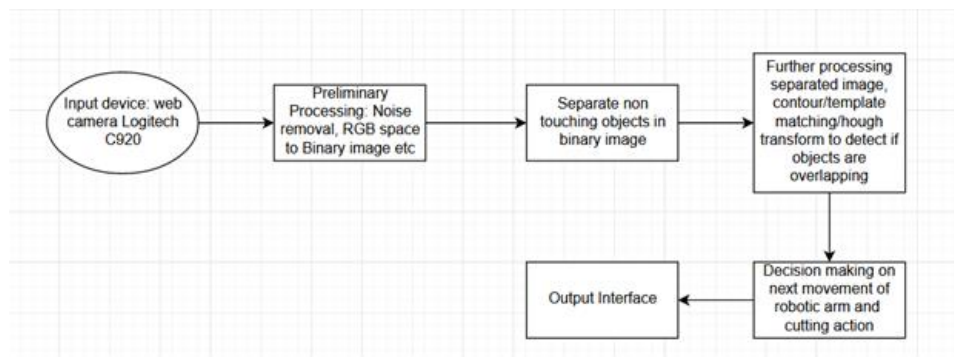 Input device: web
camera Logitech
C920
Preliminary
Processing: Noise
removal, RGB space
to Binary image etc
Separate non
touching objects in
binary image
Further processing
separated image,
contour/template
matching/hough
transform to detect if
objects are
overlapping
Decision making on
next movement of
robotic arm and
cutting action
Output Interface